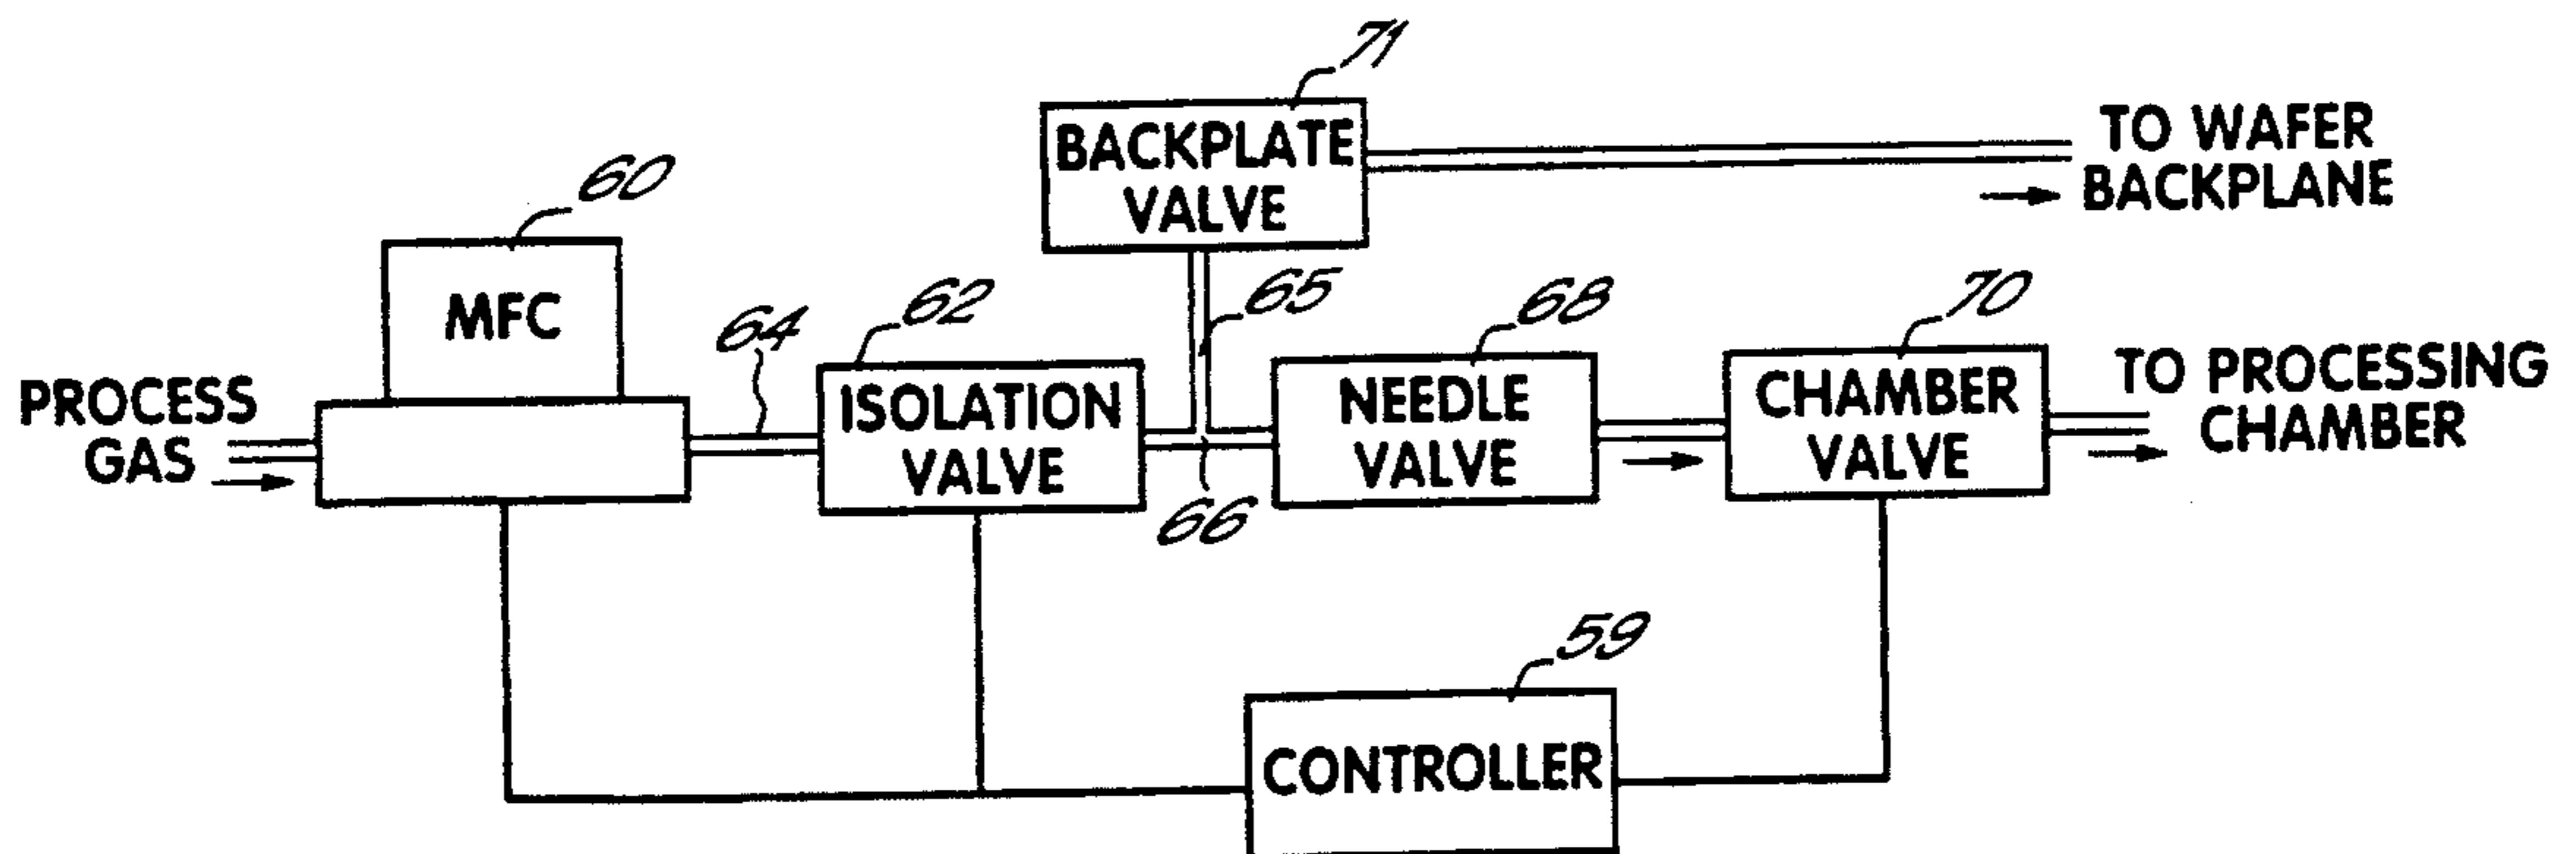 71
BACKPLATE
VALVE
TO WAFER
BACKPLANE
60
MFC
64
62
ISOLATION
VALVE
65
66
68
NEEDLE
VALVE
70
CHAMBER
VALVE
TO PROCESSING
CHAMBER
PROCESS
GAS
59
CONTROLLER